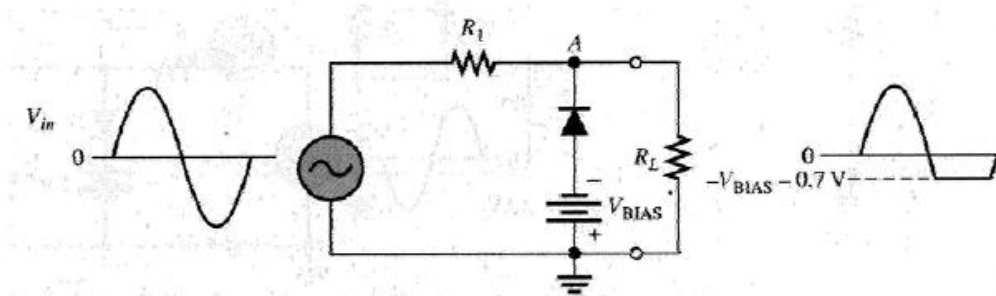 R1
A
Vin
0
RL
−
VBIAS
+
0
−VBIAS − 0.7 V